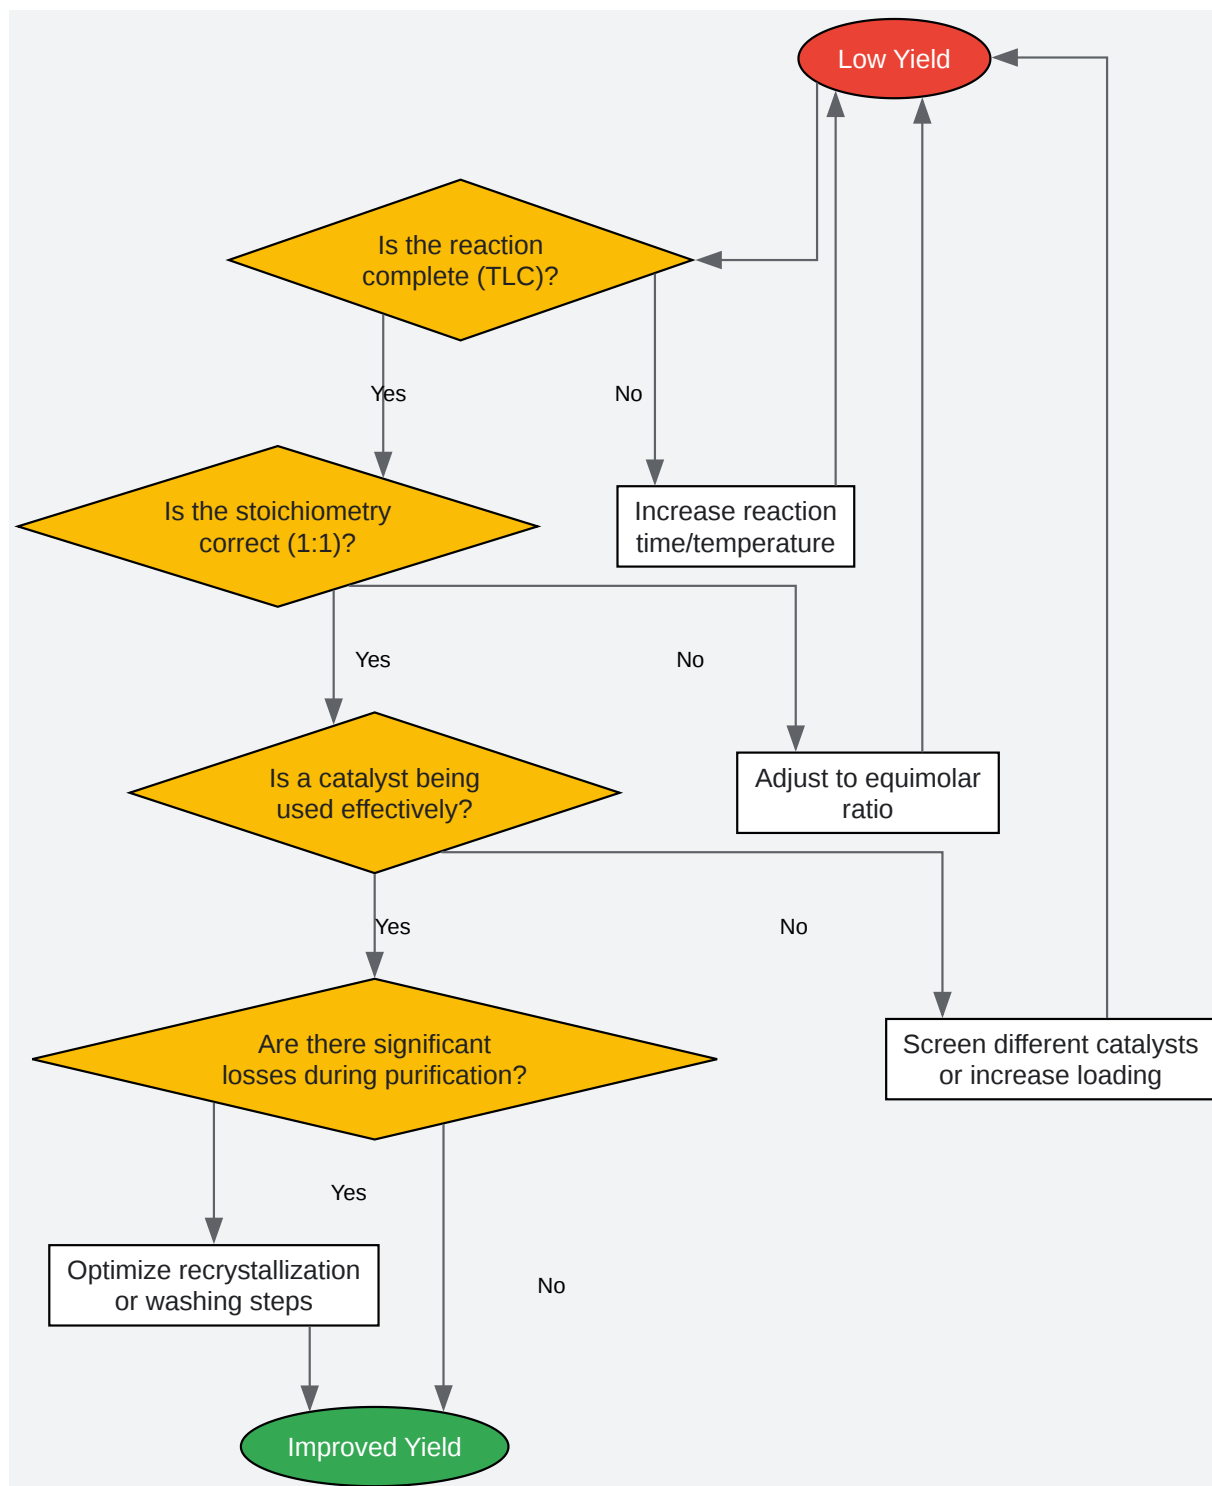 Low Yield
Is the reaction
complete (TLC)?
Yes
No
Is the stoichiometry
correct (1:1)?
Increase reaction
time/temperature
Yes
No
Is a catalyst being
used effectively?
Adjust to equimolar
ratio
Yes
No
Are there significant
losses during purification?
Screen different catalysts
or increase loading
Yes
Optimize recrystallization
or washing steps
No
Improved Yield